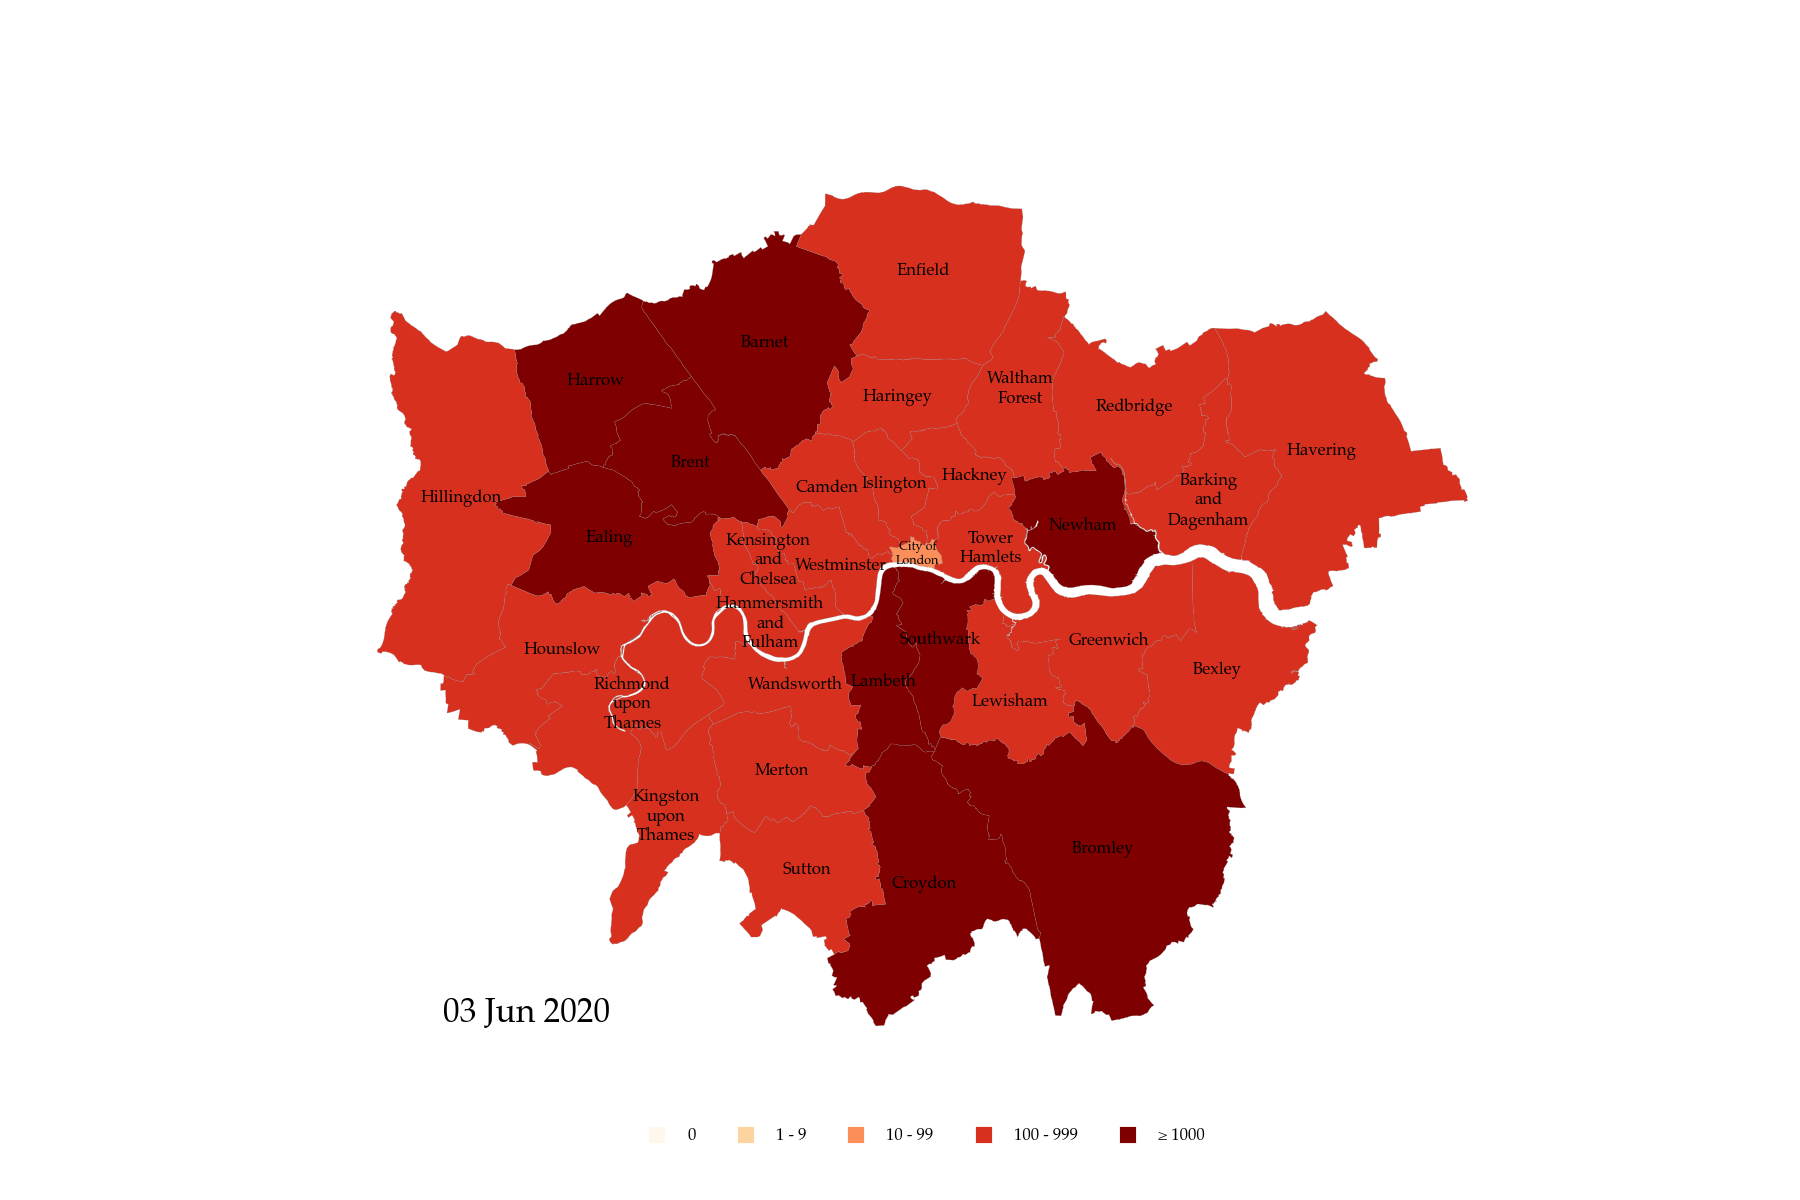 Enfield
Barnet
Harrow
Haringey
Waltham
Forest
Redbridge
Havering
Brent
Camden
Islington
Hackney
Barking
and
Dagenham
Hillingdon
Ealing
Kensington
and
Chelsea
Westminster
City of
London
Tower
Hamlets
Newham
Hammersmith
and
Fulham
Hounslow
Southwark
Greenwich
Bexley
Richmond
upon
Thames
Wandsworth
Lambeth
Lewisham
Merton
Kingston
upon
Thames
Sutton
Croydon
Bromley
03 Jun 2020
0
1 - 9
10 - 99
100 - 999
≥ 1000